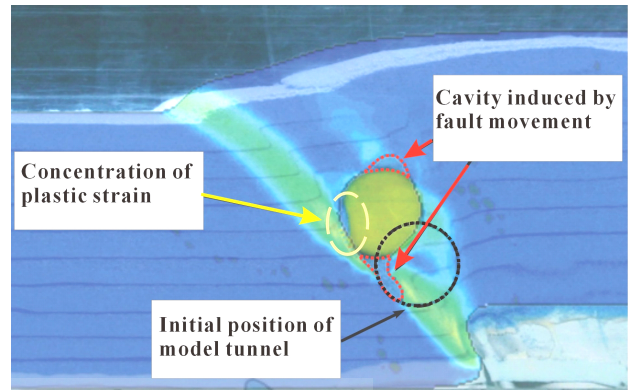 Cavity induced by
fault movement
Concentration of
plastic strain
Initial position of
model tunnel